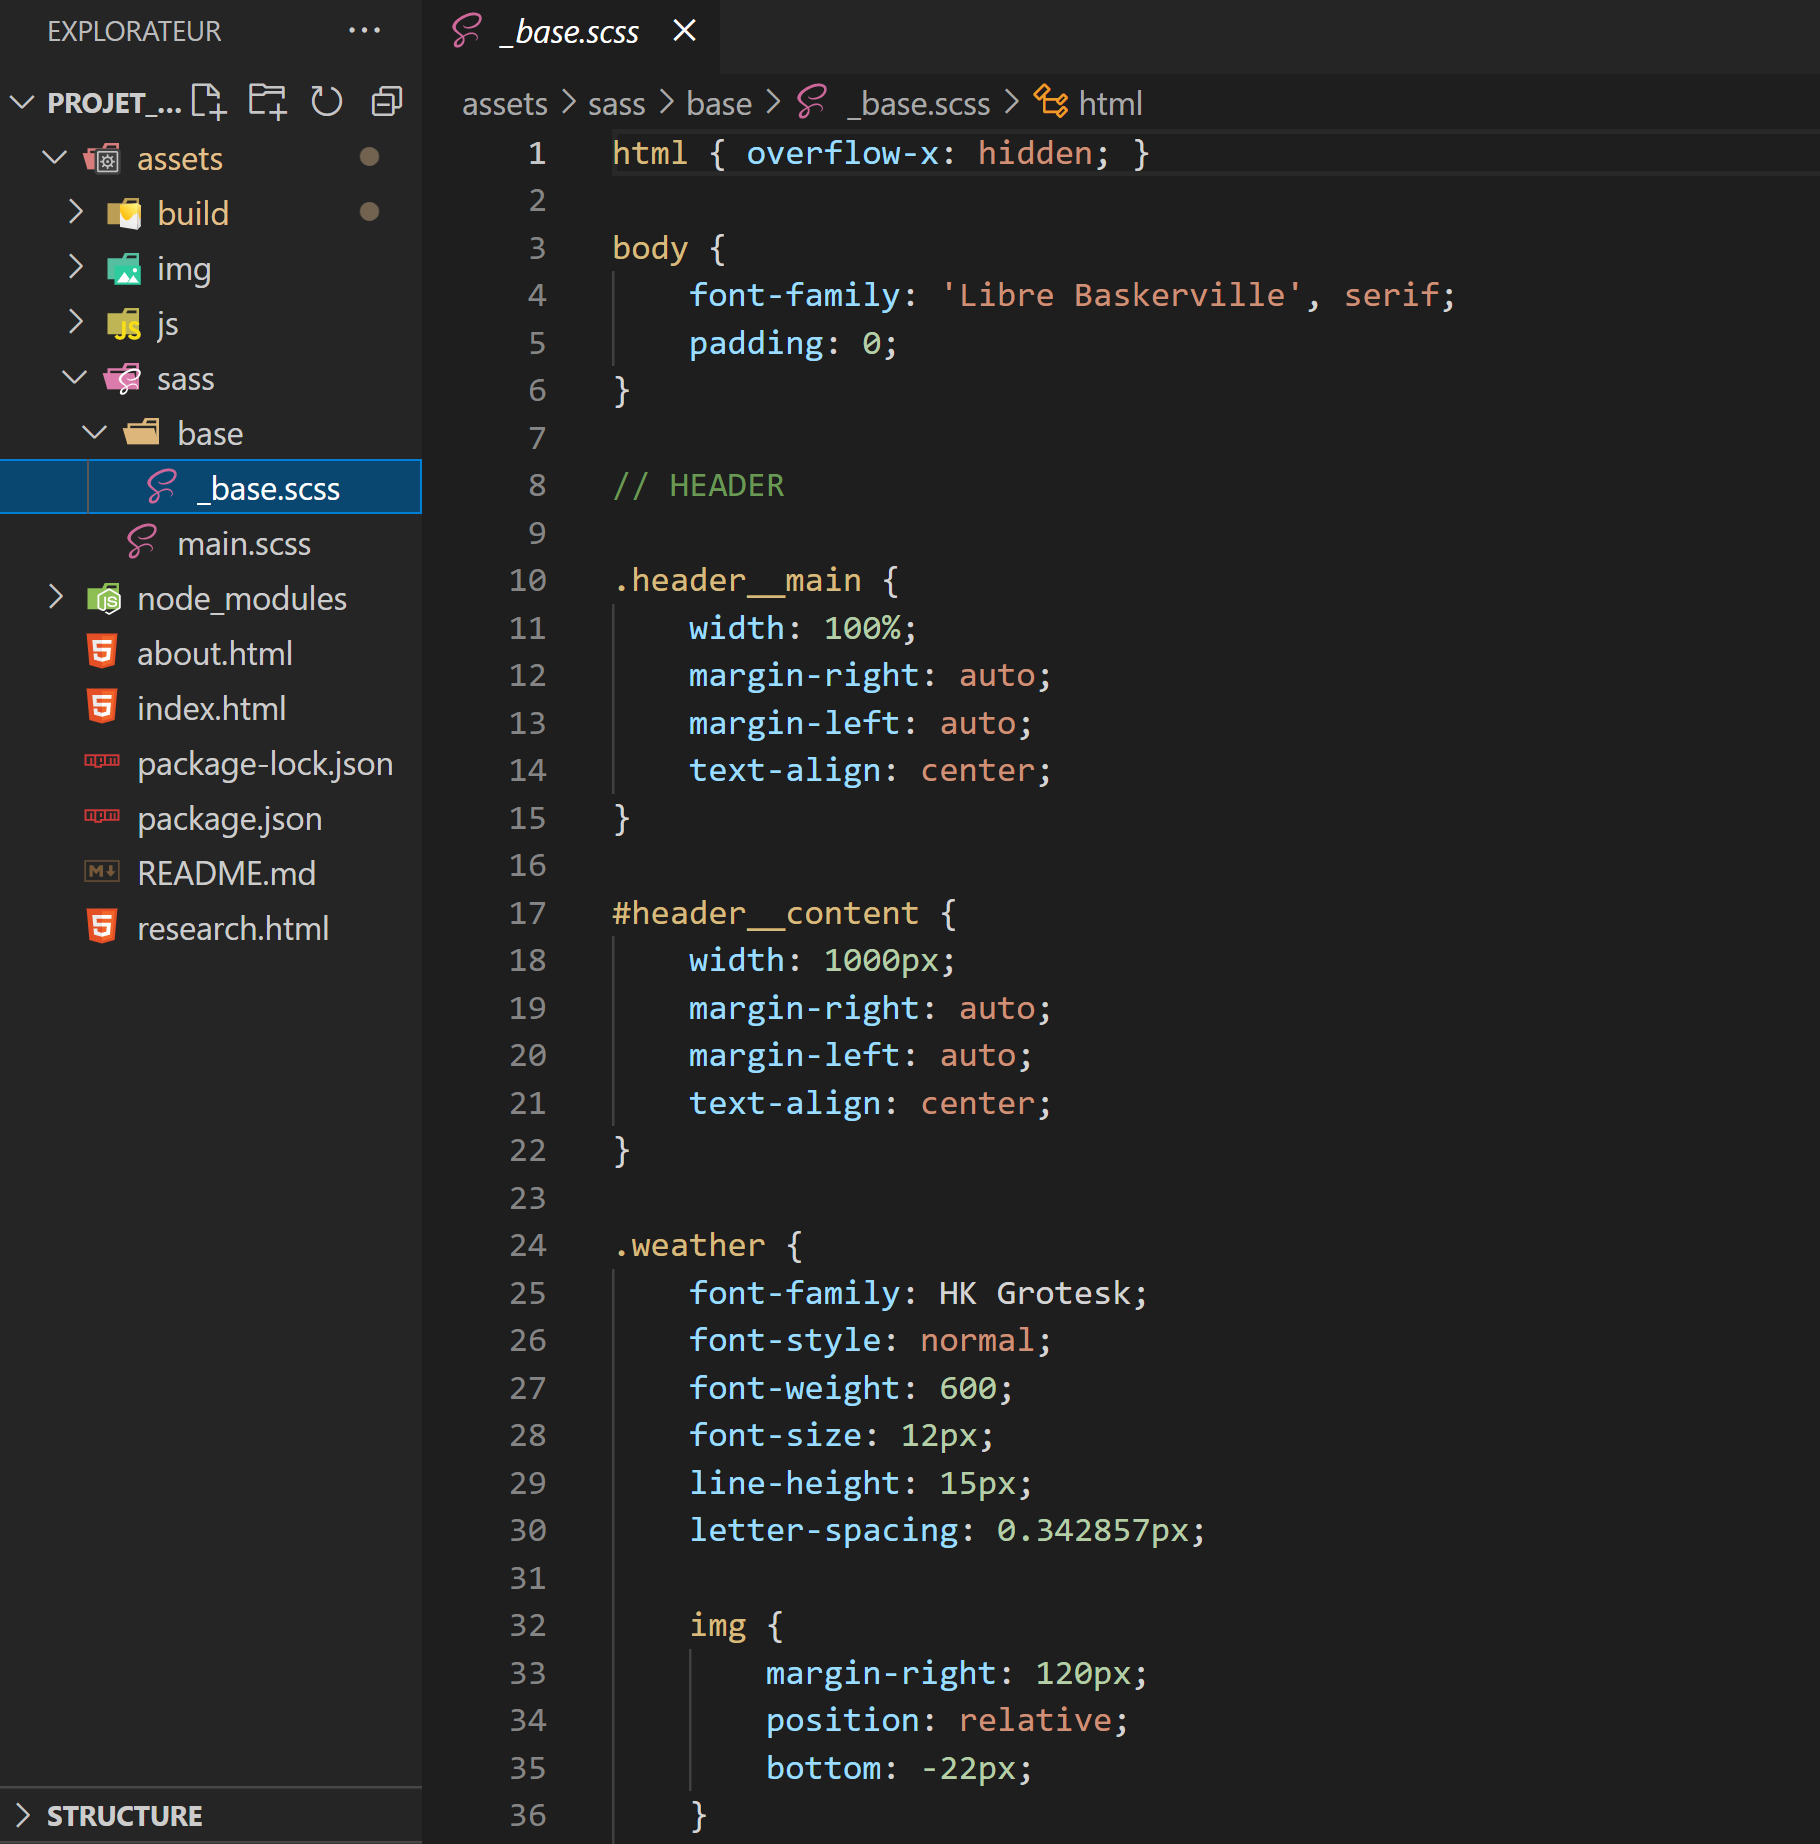 EXPLORATEUR ···
PROJET_...
assets
build
img
js
sass
base
_base.scss
main.scss
node_modules
about.html
index.html
package-lock.json
package.json
README.md
research.html
STRUCTURE
_base.scss
assets > sass > base > _base.scss > html
1 html { overflow-x: hidden; }
2
3 body {
4 font-family: 'Libre Baskerville', serif;
5 padding: 0;
6 }
7
8 // HEADER
9
10 .header__main {
11 width: 100%;
12 margin-right: auto;
13 margin-left: auto;
14 text-align: center;
15 }
16
17 #header__content {
18 width: 1000px;
19 margin-right: auto;
20 margin-left: auto;
21 text-align: center;
22 }
23
24 .weather {
25 font-family: HK Grotesk;
26 font-style: normal;
27 font-weight: 600;
28 font-size: 12px;
29 line-height: 15px;
30 letter-spacing: 0.342857px;
31
32 img {
33 margin-right: 120px;
34 position: relative;
35 bottom: -22px;
36 }